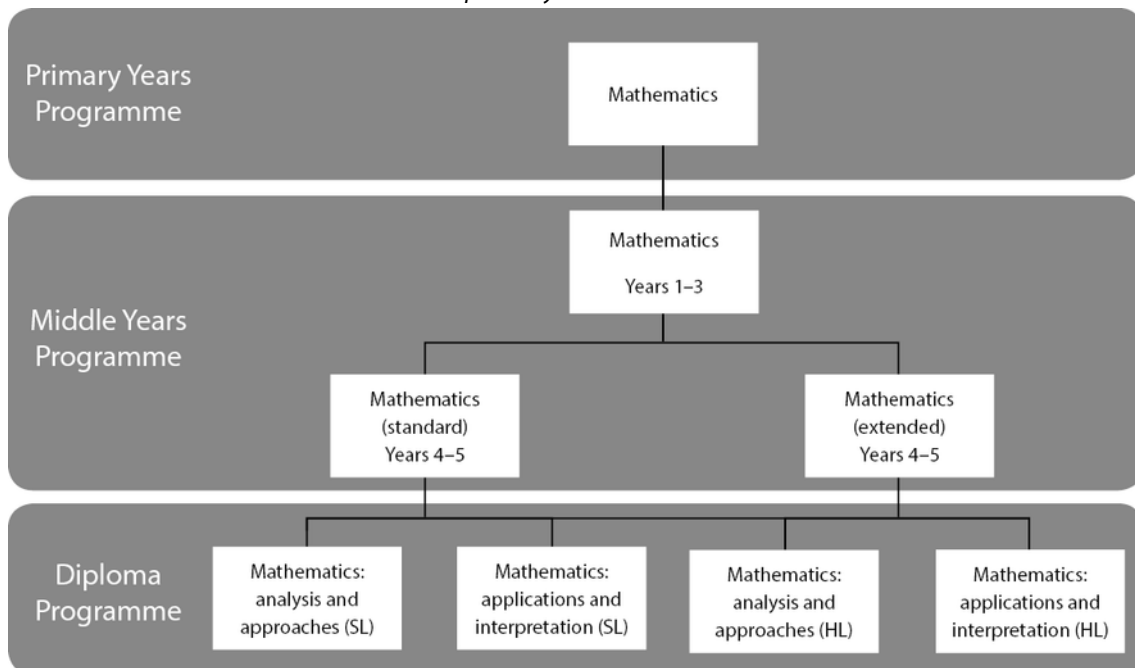 Primary Years
Programme
Mathematics
Middle Years
Programme
Mathematics
Years 1–3
Mathematics
(standard)
Years 4–5
Mathematics
(extended)
Years 4–5
Diploma
Programme
Mathematics:
analysis and
approaches (SL)
Mathematics:
applications and
interpretation (SL)
Mathematics:
analysis and
approaches (HL)
Mathematics:
applications and
interpretation (HL)